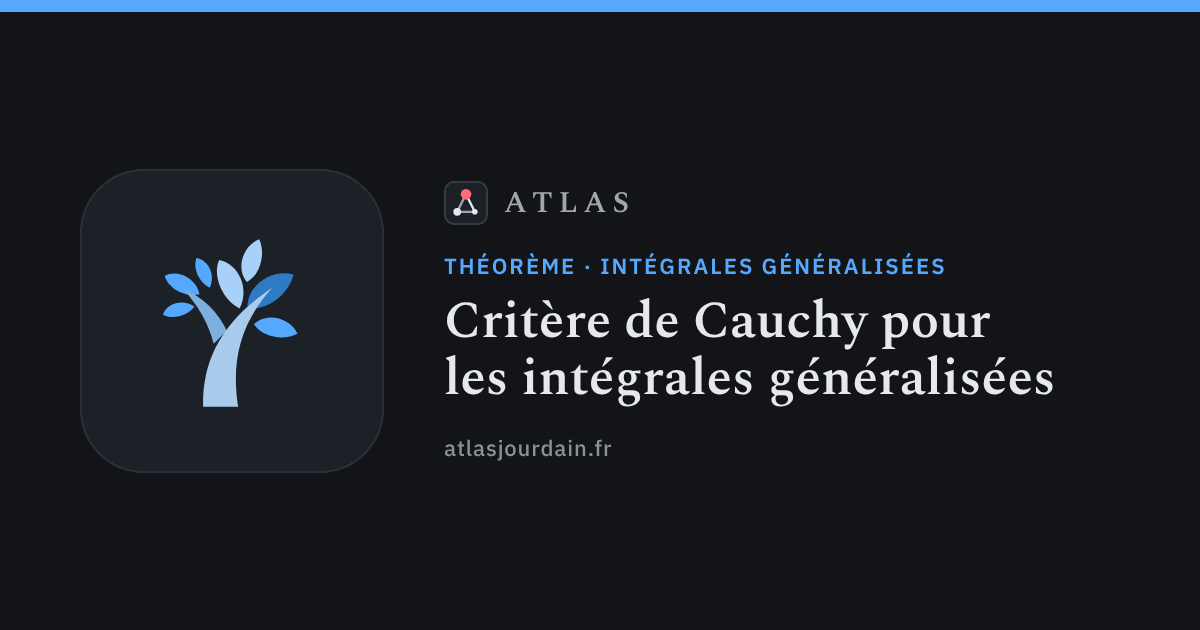 ATLAS
THÉORÈME · INTÉGRALES GÉNÉRALISÉES
Critère de Cauchy pour
les intégrales généralisées
atlasjourdain.fr